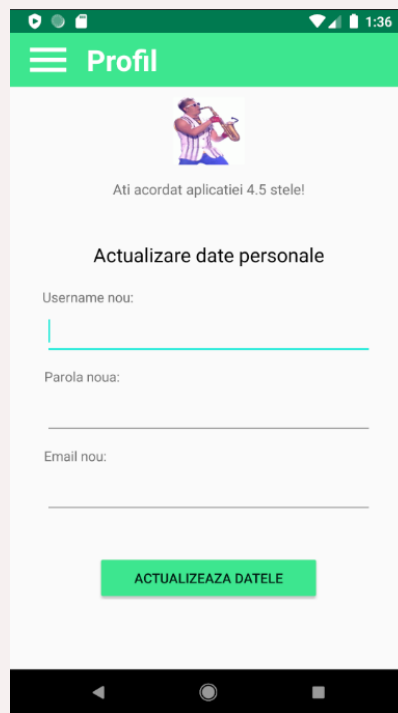 1:36
Profil
Ati acordat aplicatiei 4.5 stele!
Actualizare date personale
Username nou:
Parola noua:
Email nou:
ACTUALIZEAZA DATELE